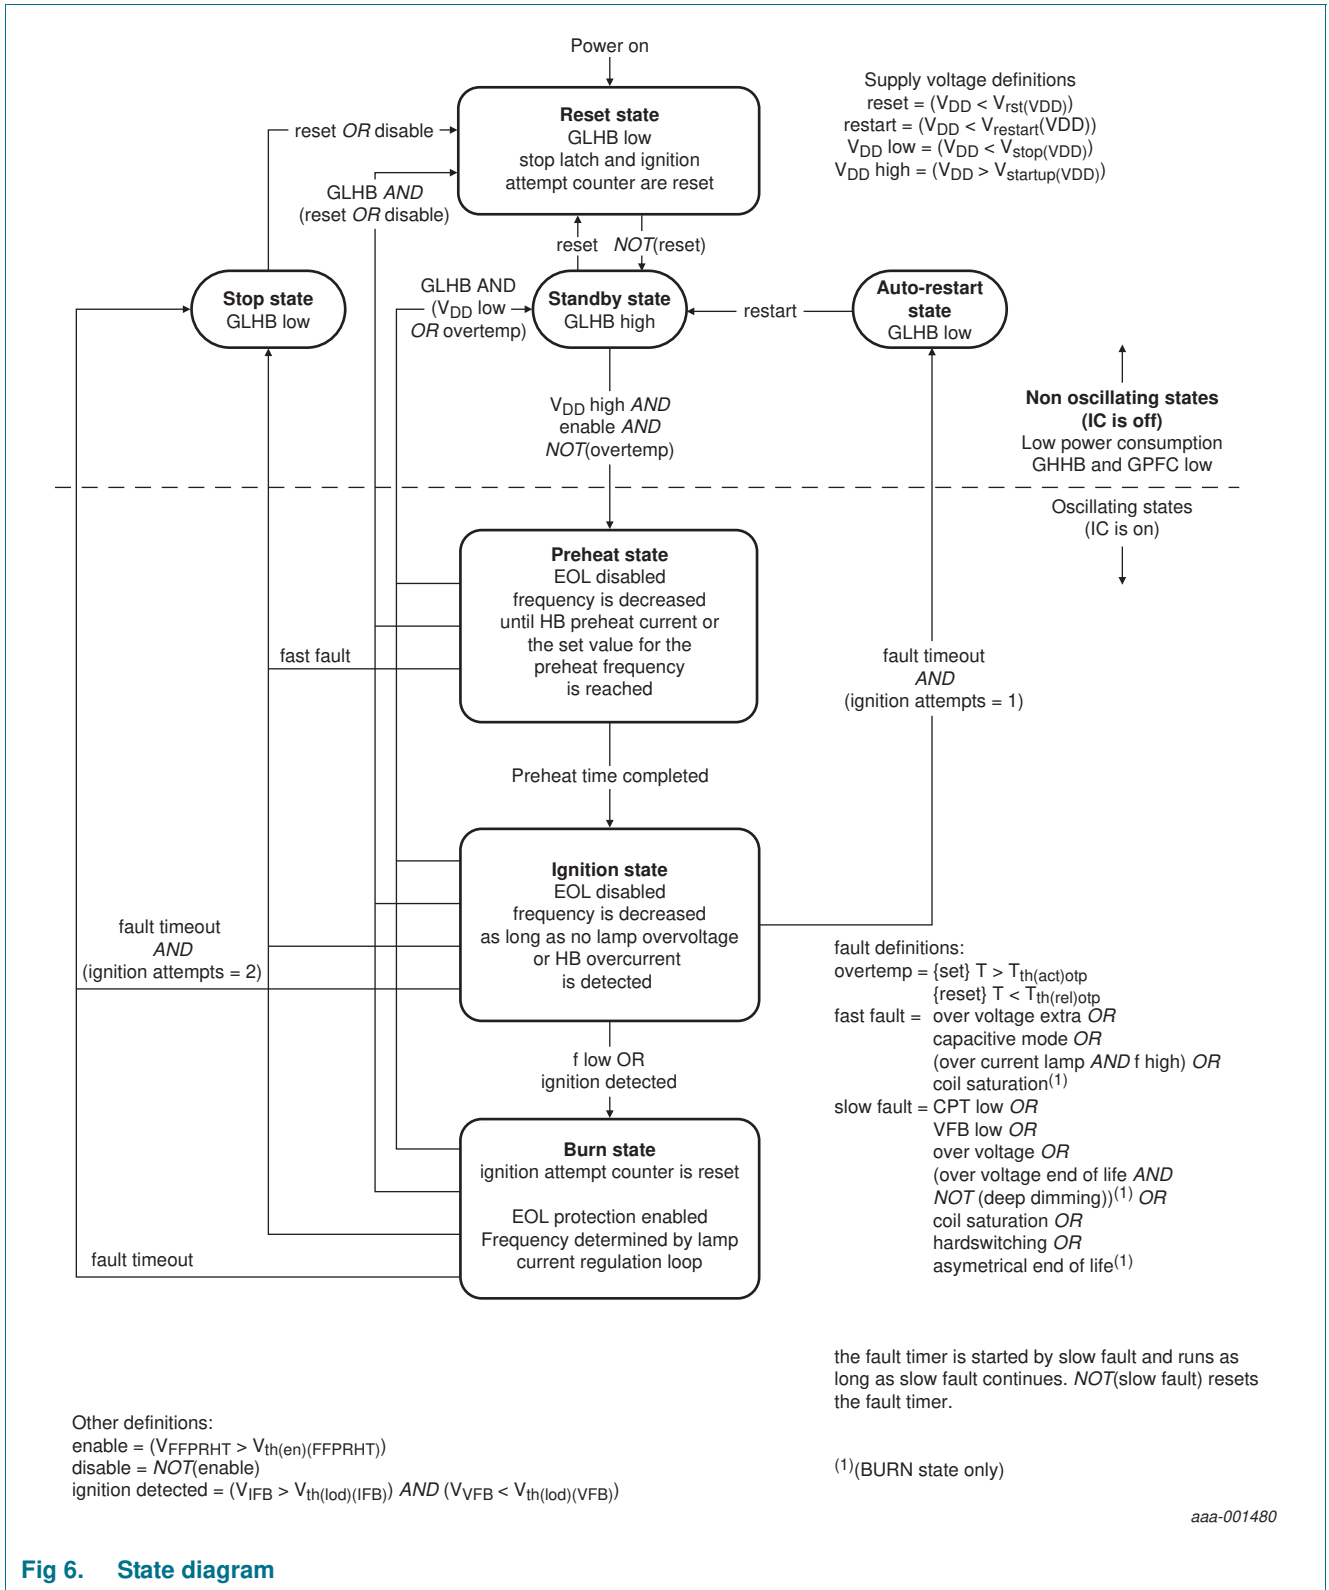 Power on
Supply voltage definitions
reset = (VDD < Vrst(VDD))
restart = (VDD < Vrestart(VDD))
VDD low = (VDD < Vstop(VDD))
VDD high = (VDD > Vstartup(VDD))
Reset state
GLHB low
stop latch and ignition
attempt counter are reset
reset OR disable
GLHB AND
(reset OR disable)
reset
NOT(reset)
Stop state
GLHB low
GLHB AND
(VDD low
OR overtemp)
Standby state
GLHB high
restart
Auto-restart
state
GLHB low
VDD high AND
enable AND
NOT(overtemp)
Non oscillating states
(IC is off)
Low power consumption
GHHB and GPFC low
Oscillating states
(IC is on)
Preheat state
EOL disabled
frequency is decreased
until HB preheat current or
the set value for the
preheat frequency
is reached
fast fault
fault timeout
AND
(ignition attempts = 1)
Preheat time completed
Ignition state
EOL disabled
frequency is decreased
as long as no lamp overvoltage
or HB overcurrent
is detected
fault timeout
AND
(ignition attempts = 2)
f low OR
ignition detected
Burn state
ignition attempt counter is reset
EOL protection enabled
Frequency determined by lamp
current regulation loop
fault timeout
fault definitions:
overtemp = {set} T > Tth(act)otp
{reset} T < Tth(rel)otp
fast fault = over voltage extra OR
capacitive mode OR
(over current lamp AND f high) OR
coil saturation(1)
slow fault = CPT low OR
VFB low OR
over voltage OR
(over voltage end of life AND
NOT (deep dimming))(1) OR
coil saturation OR
hardswitching OR
asymetrical end of life(1)
the fault timer is started by slow fault and runs as
long as slow fault continues. NOT(slow fault) resets
the fault timer.
(1)(BURN state only)
Other definitions:
enable = (VFFPRHT > Vth(en)(FFPRHT))
disable = NOT(enable)
ignition detected = (VIFB > Vth(lod)(IFB)) AND (VVFB < Vth(lod)(VFB))
aaa-001480
Fig 6. State diagram